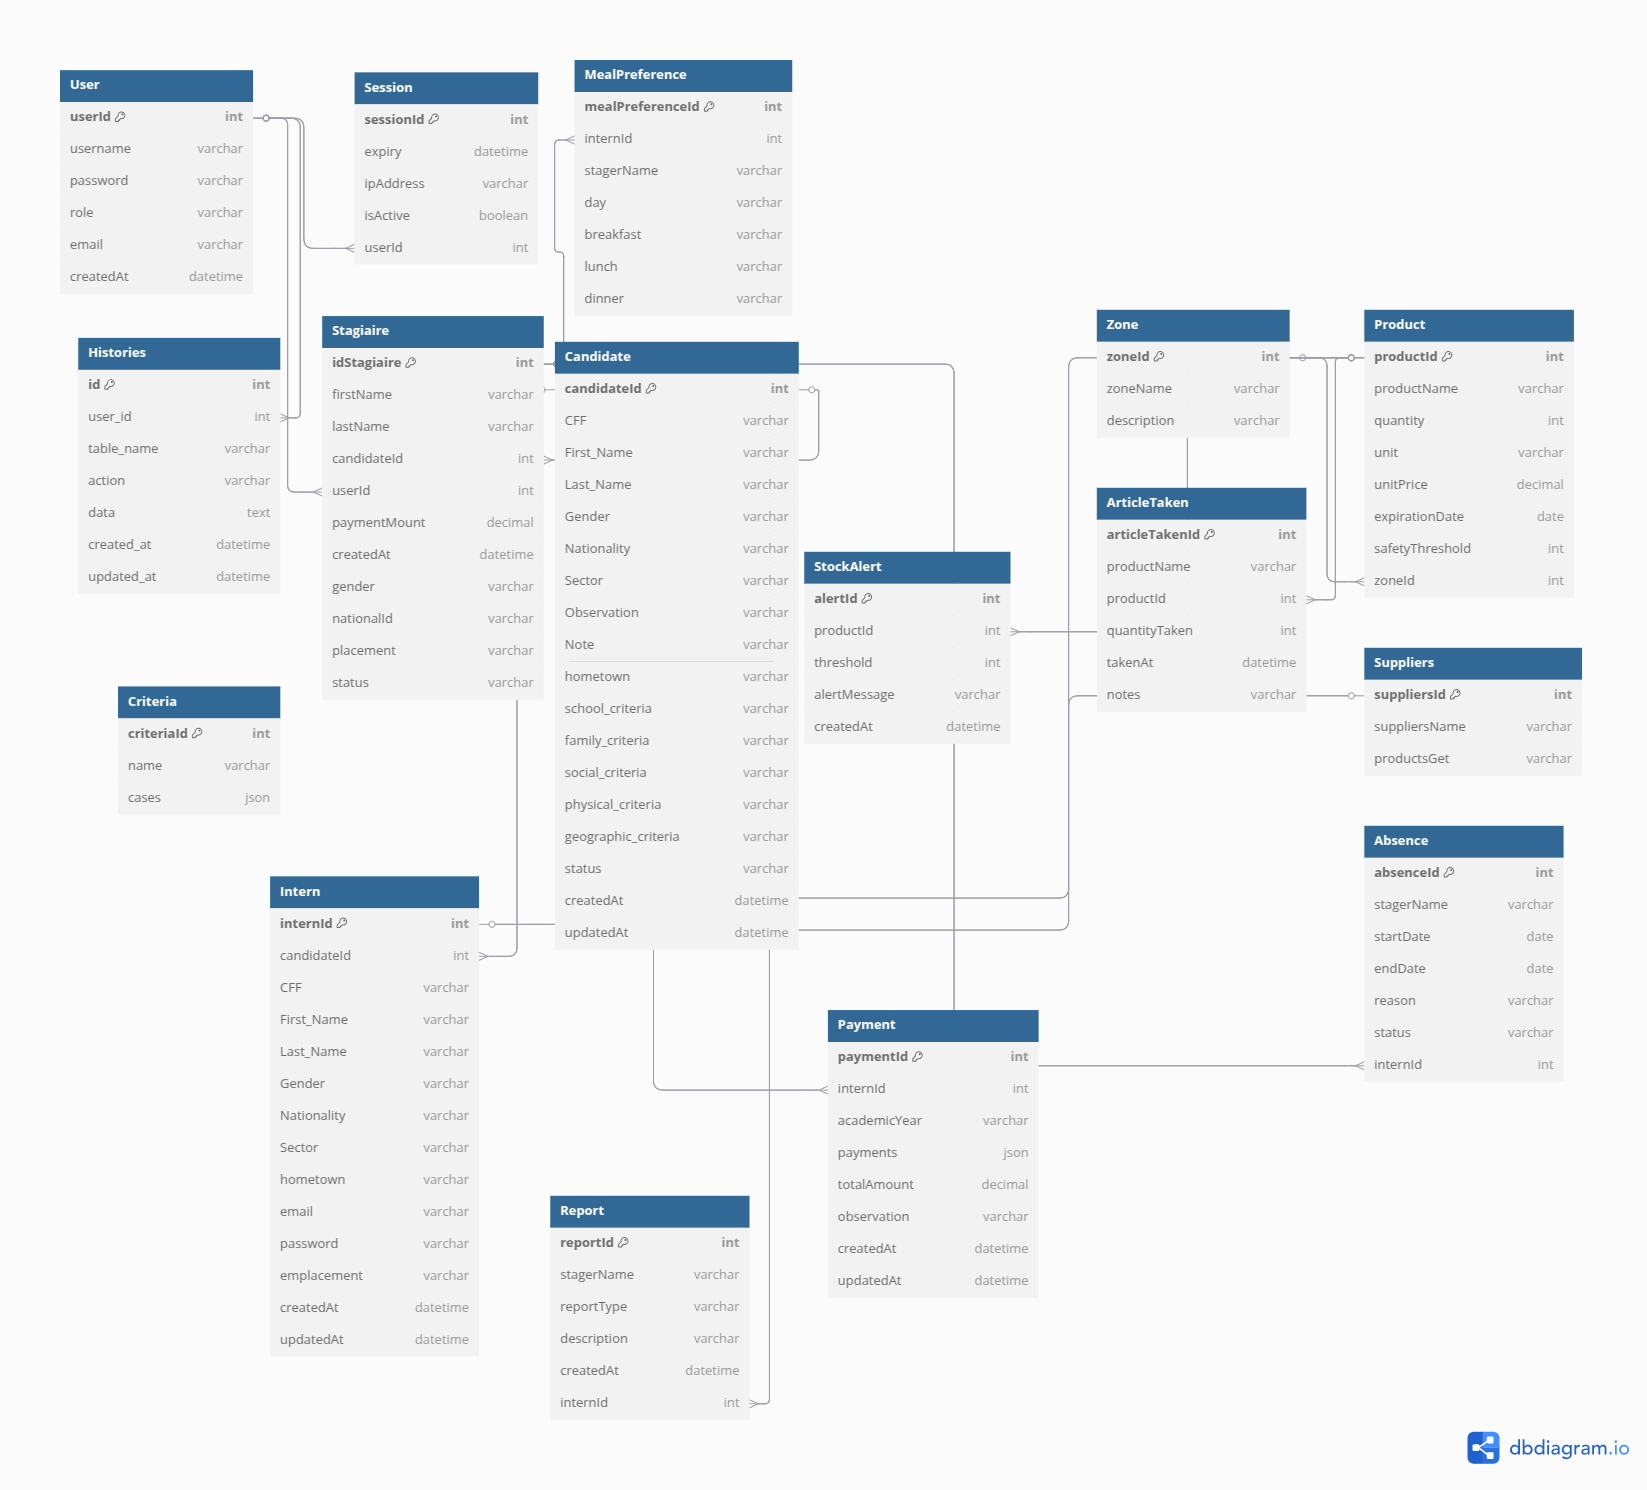 User
userId int
username varchar
password varchar
role varchar
email varchar
createdAt datetime
Session
sessionId int
expiry datetime
ipAddress varchar
isActive boolean
userId int
MealPreference
mealPreferenceId int
internId int
stagerName varchar
day varchar
breakfast varchar
lunch varchar
dinner varchar
Histories
id int
user_id int
table_name varchar
action varchar
data text
created_at datetime
updated_at datetime
Stagiaire
idStagiaire int
firstName varchar
lastName varchar
candidateId int
userId int
paymentMount decimal
createdAt datetime
gender varchar
nationalId varchar
placement varchar
status varchar
Candidate
candidateId int
CFF varchar
First_Name varchar
Last_Name varchar
Gender varchar
Nationality varchar
Sector varchar
Observation varchar
Note varchar
hometown varchar
school_criteria varchar
family_criteria varchar
social_criteria varchar
physical_criteria varchar
geographic_criteria varchar
status varchar
createdAt datetime
updatedAt datetime
Zone
zoneId int
zoneName varchar
description varchar
Product
productId int
productName varchar
quantity int
unit varchar
unitPrice decimal
expirationDate date
safetyThreshold int
zoneId int
ArticleTaken
articleTakenId int
productName varchar
productId int
quantityTaken int
takenAt datetime
notes varchar
StockAlert
alertId int
productId int
threshold int
alertMessage varchar
createdAt datetime
Suppliers
suppliersId int
suppliersName varchar
productsGet varchar
Criteria
criteriaId int
name varchar
cases json
Absence
absenceId int
stagerName varchar
startDate date
endDate date
reason varchar
status varchar
internId int
Intern
internId int
candidateId int
CFF varchar
First_Name varchar
Last_Name varchar
Gender varchar
Nationality varchar
Sector varchar
hometown varchar
email varchar
password varchar
emplacement varchar
createdAt datetime
updatedAt datetime
Payment
paymentId int
internId int
academicYear varchar
payments json
totalAmount decimal
observation varchar
createdAt datetime
updatedAt datetime
Report
reportId int
stagerName varchar
reportType varchar
description varchar
createdAt datetime
internId int
dbdiagram.io